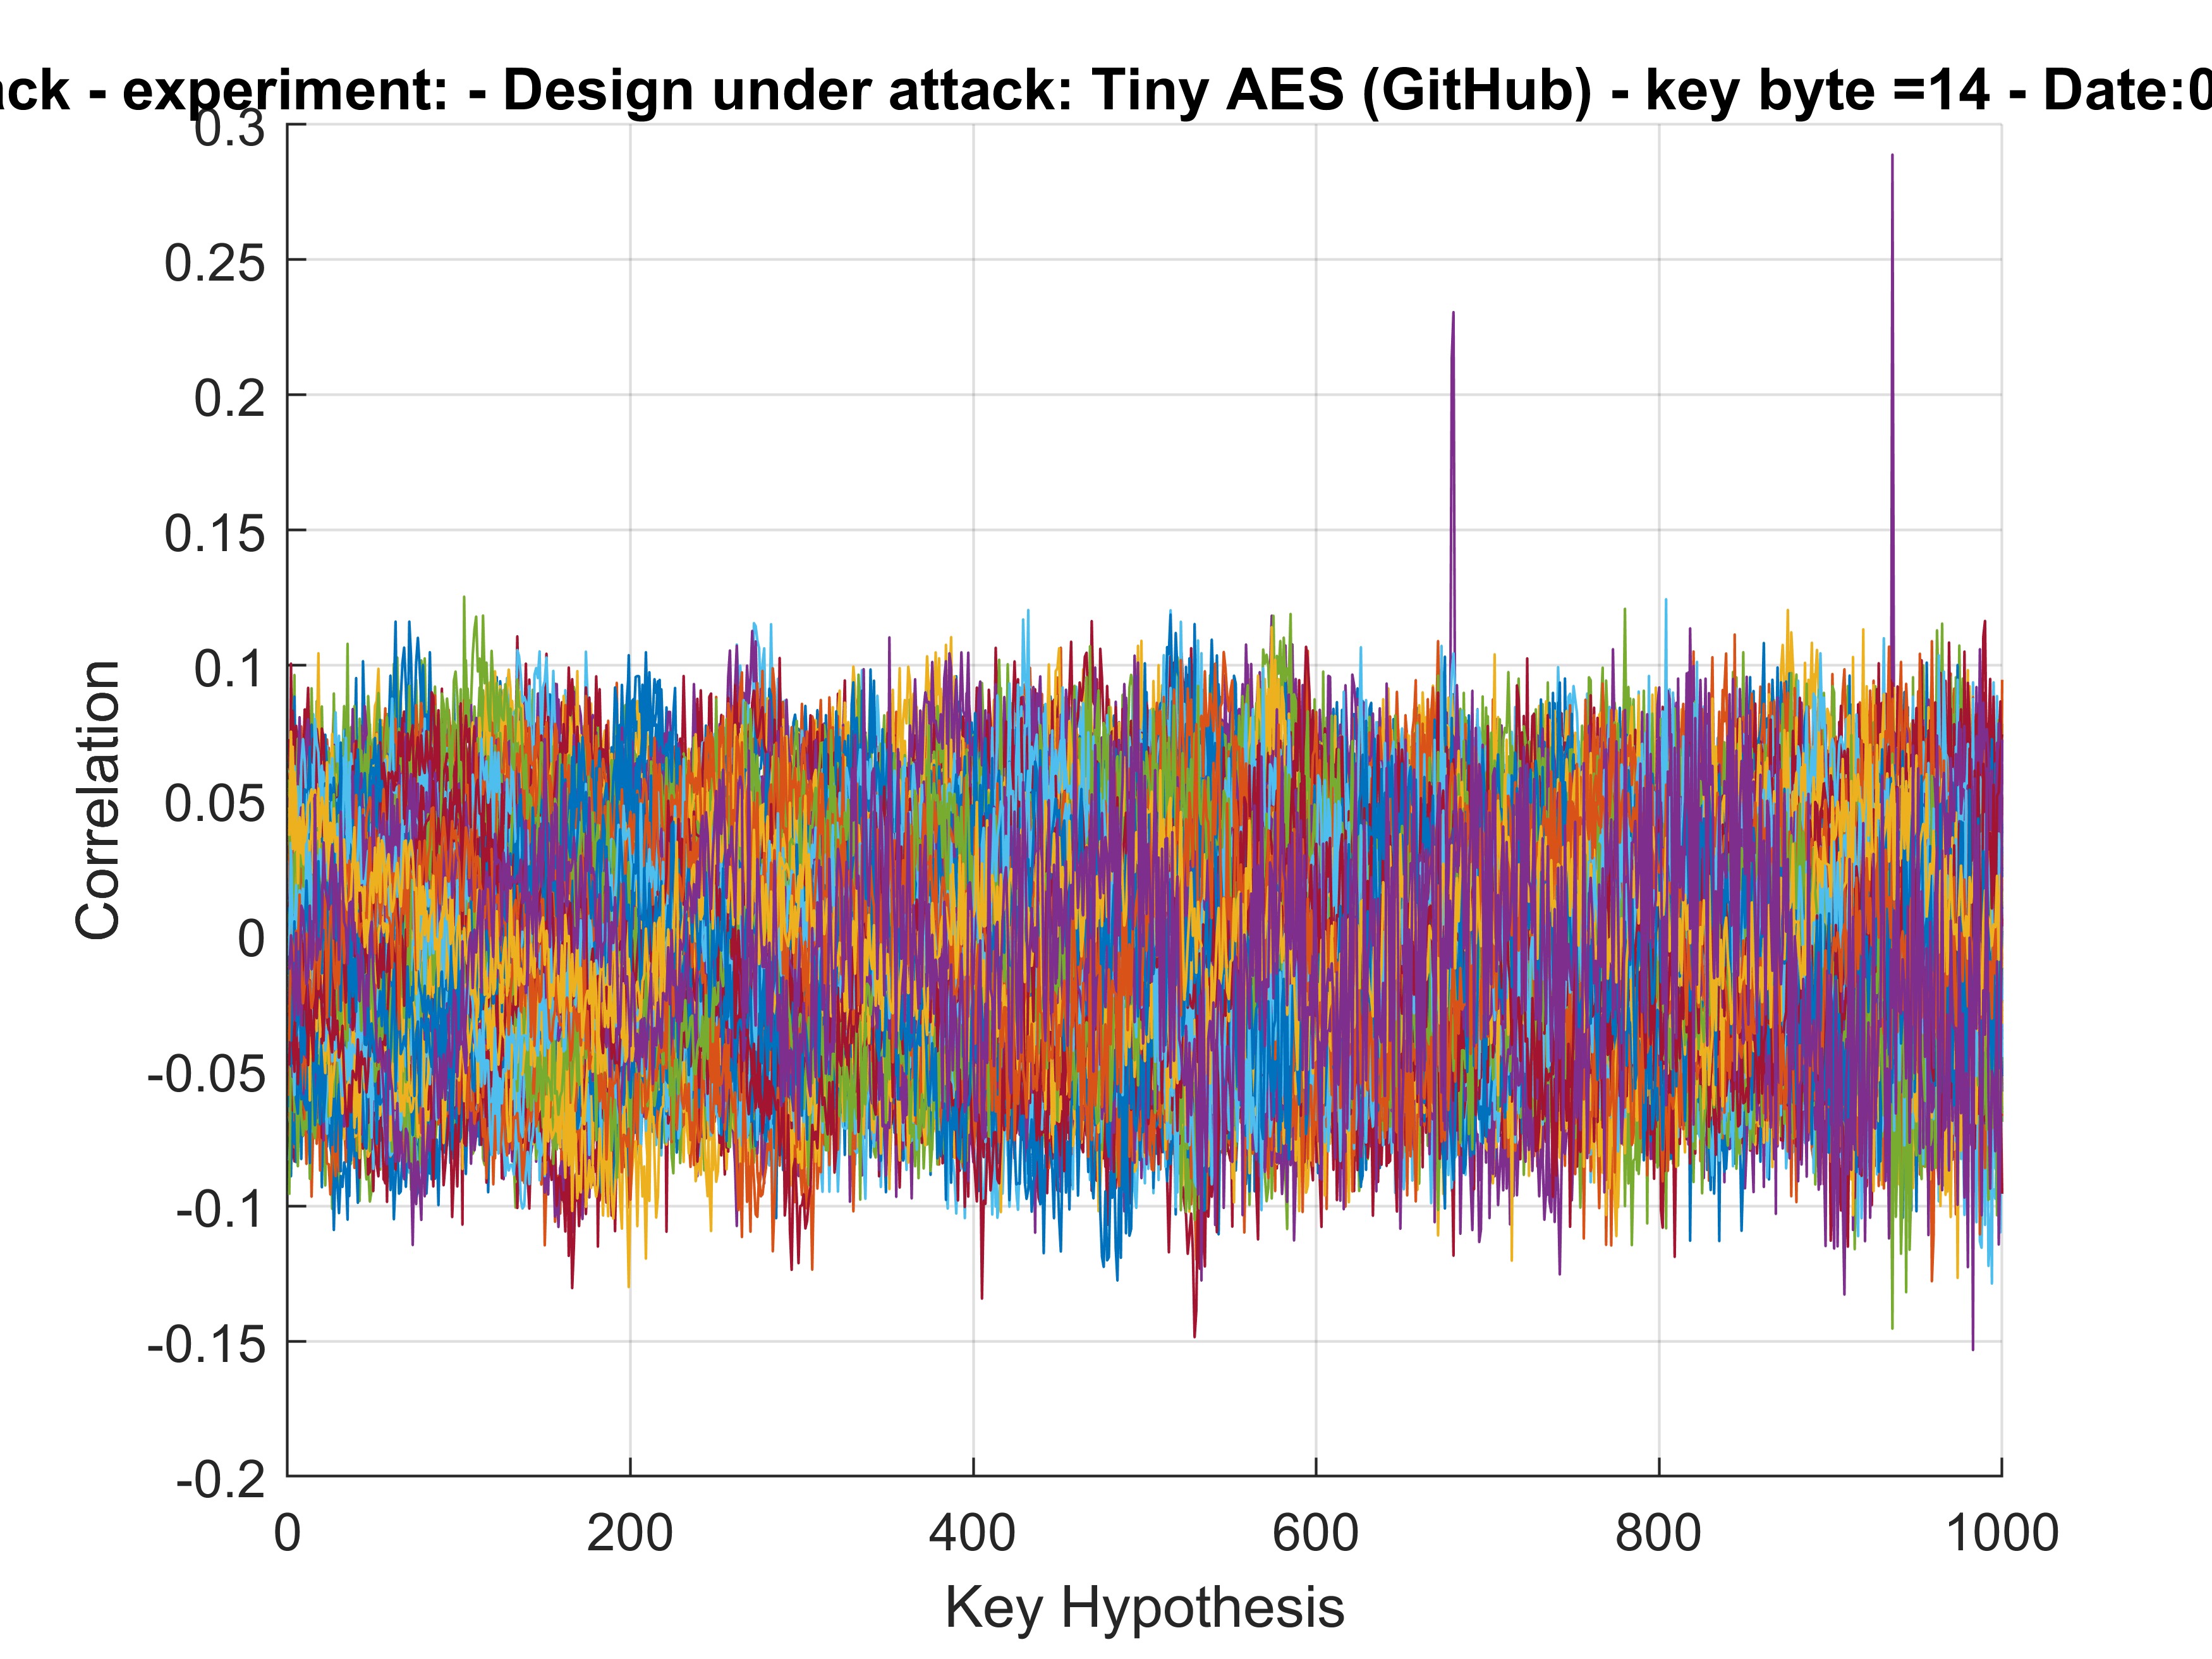 ack - experiment: - Design under attack: Tiny AES (GitHub) - key byte =14 - Date:0
0.3
0.25
0.2
0.15
0.1
0.05
0
-0.05
-0.1
-0.15
-0.2
Correlation
0 200 400 600 800 1000
Key Hypothesis